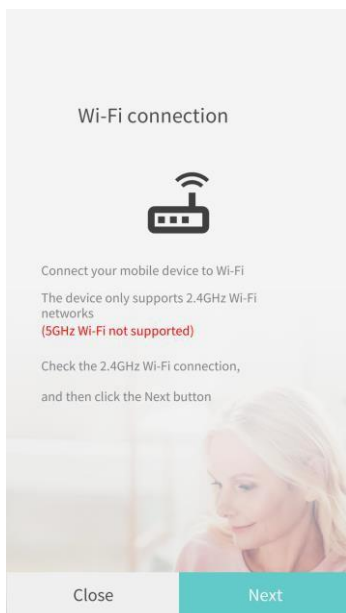 Wi-Fi connection
Connect your mobile device to Wi-Fi
The device only supports 2.4GHz Wi-Fi
networks
(5GHz Wi-Fi not supported)
Check the 2.4GHz Wi-Fi connection,
and then click the Next button
Close
Next